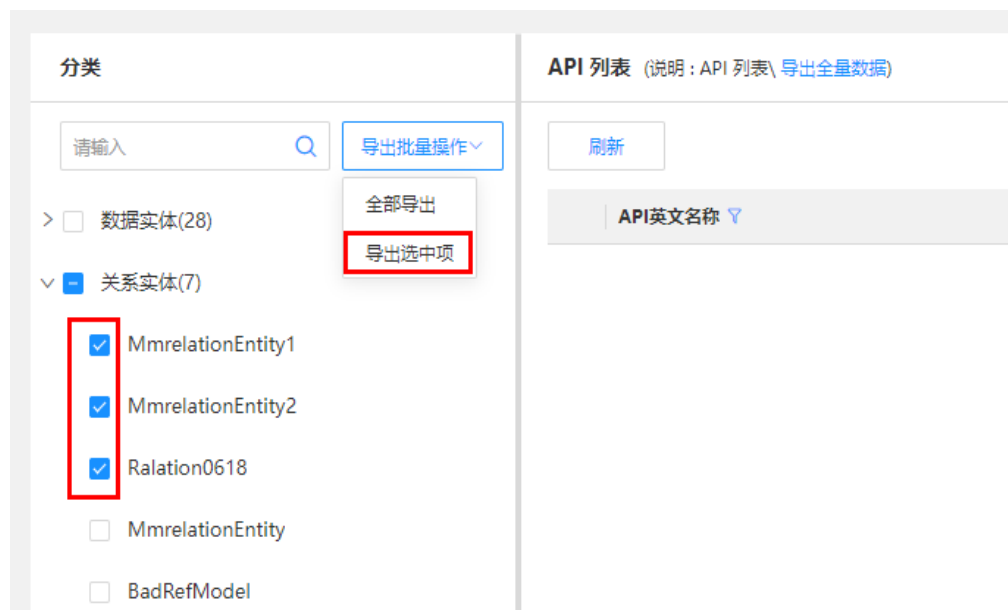 分类
请输入
导出批量操作
全部导出
导出选中项
数据实体(28)
关系实体(7)
MmrelationEntity1
MmrelationEntity2
Ralation0618
MmrelationEntity
BadRefModel
API 列表 (说明 : API 列表\ 导出全量数据)
刷新
API英文名称